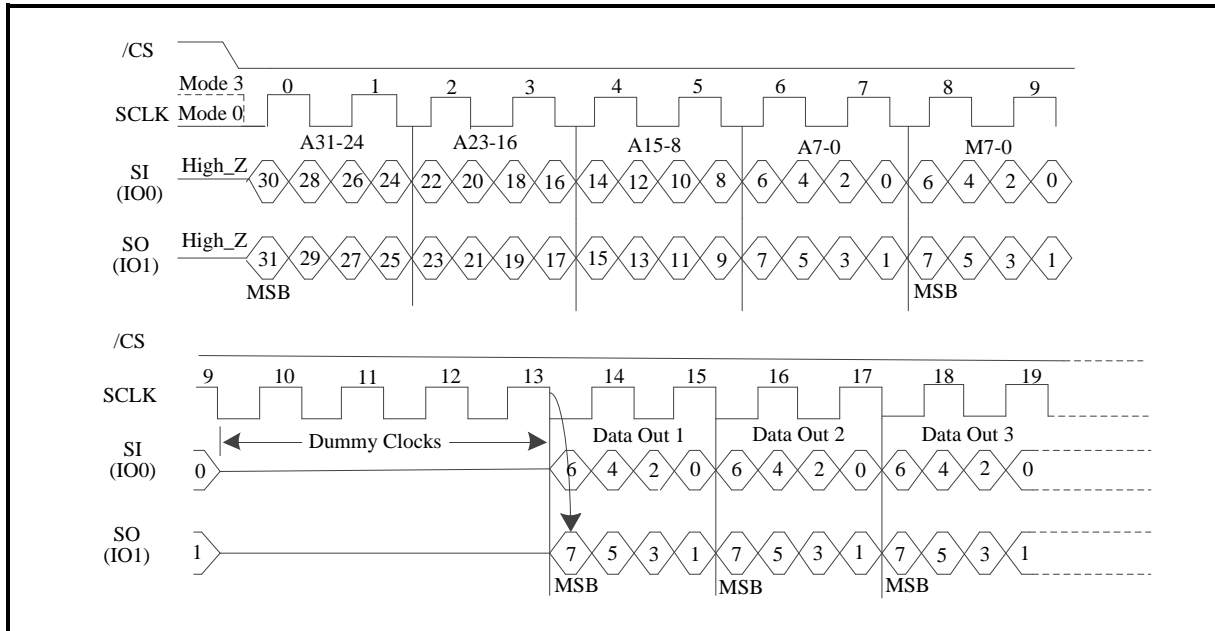 /CS
Mode 3 0 1 2 3 4 5 6 7 8 9
SCLK Mode 0
A31-24 A23-16 A15-8 A7-0 M7-0
SI High_Z
(IO0) 30 28 26 24 22 20 18 16 14 12 10 8 6 4 2 0 6 4 2 0
SO High_Z
(IO1) 31 29 27 25 23 21 19 17 15 13 11 9 7 5 3 1 7 5 3 1
MSB MSB
/CS
9 10 11 12 13 14 15 16 17 18 19
SCLK
Dummy Clocks Data Out 1 Data Out 2 Data Out 3
SI
(IO0) 0 6 4 2 0 6 4 2 0 6 4 2 0
SO
(IO1) 1 7 5 3 1 7 5 3 1 7 5 3 1
MSB MSB MSB